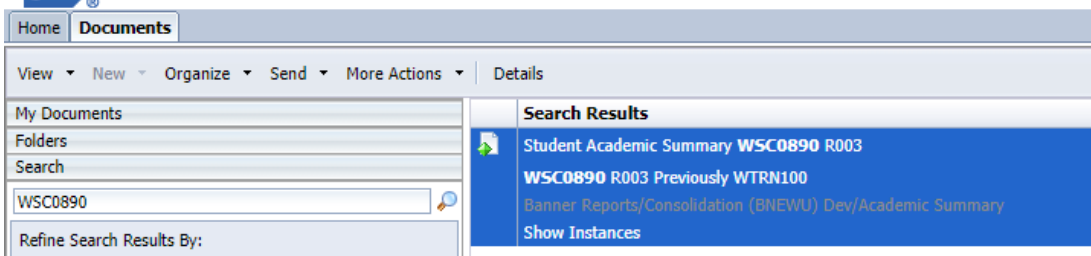 ®
Home Documents
View New Organize Send More Actions Details
My Documents
Folders
Search
WSC0890
Refine Search Results By:
Search Results
Student Academic Summary WSC0890 R003
WSC0890 R003 Previously WTRN100
Banner Reports/Consolidation (BNEWU) Dev/Academic Summary
Show Instances